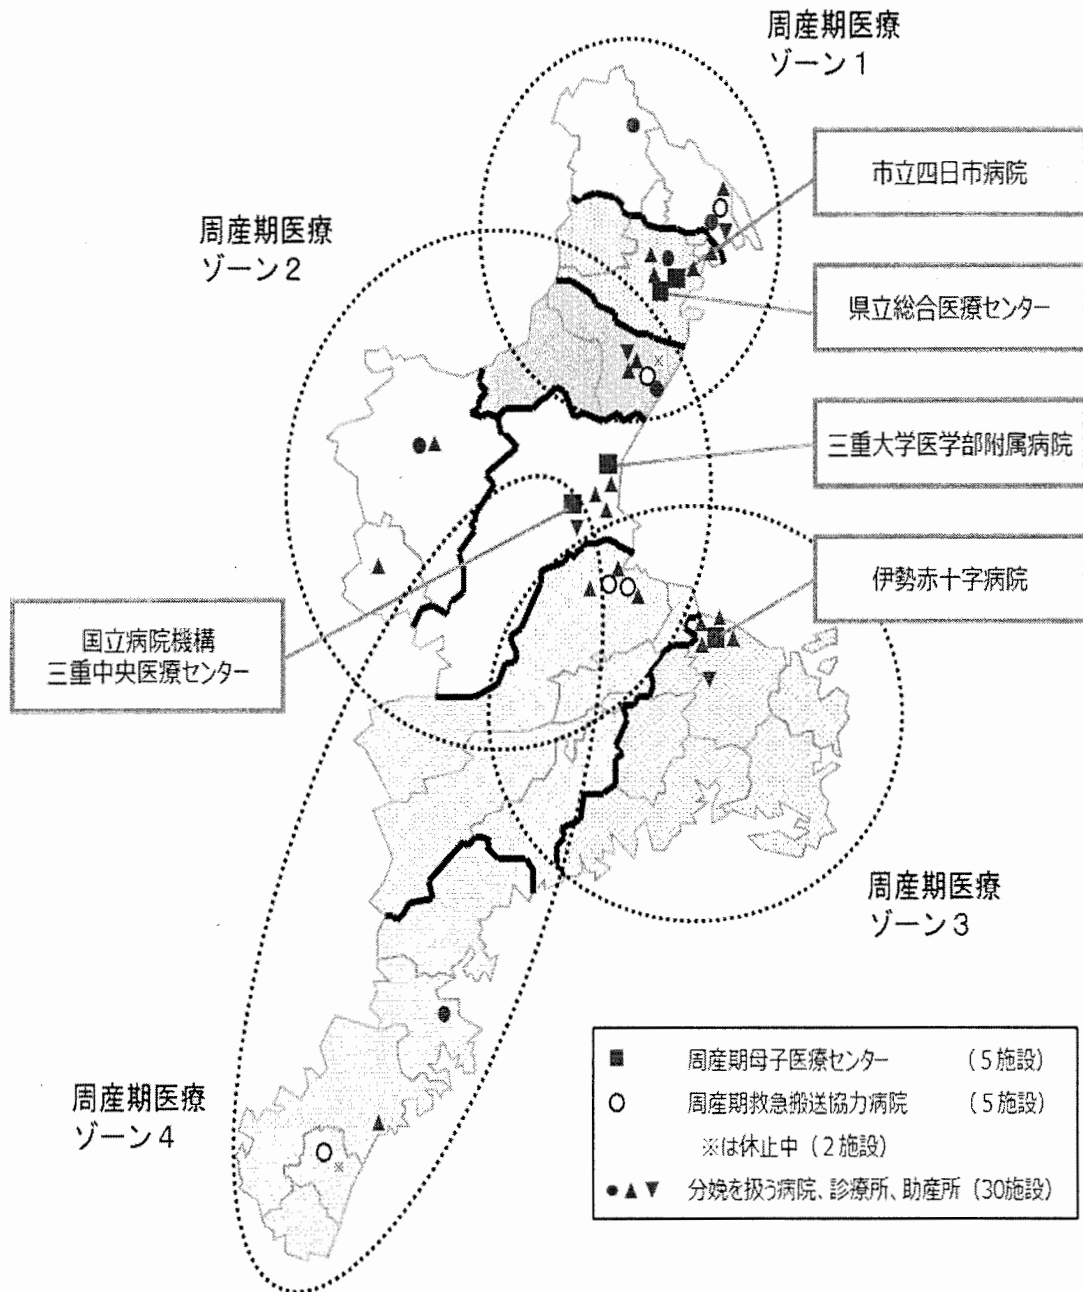 周産期医療
ゾーン１
市立四日市病院
周産期医療
ゾーン２
県立総合医療センター
※
三重大学医学部附属病院
伊勢赤十字病院
国立病院機構
三重中央医療センター
周産期医療
ゾーン３
周産期医療
ゾーン４
※
■ 周産期母子医療センター （５施設）
○ 周産期救急搬送協力病院 （５施設）
※は休止中（２施設）
●▲▼ 分娩を扱う病院、診療所、助産所（30施設）